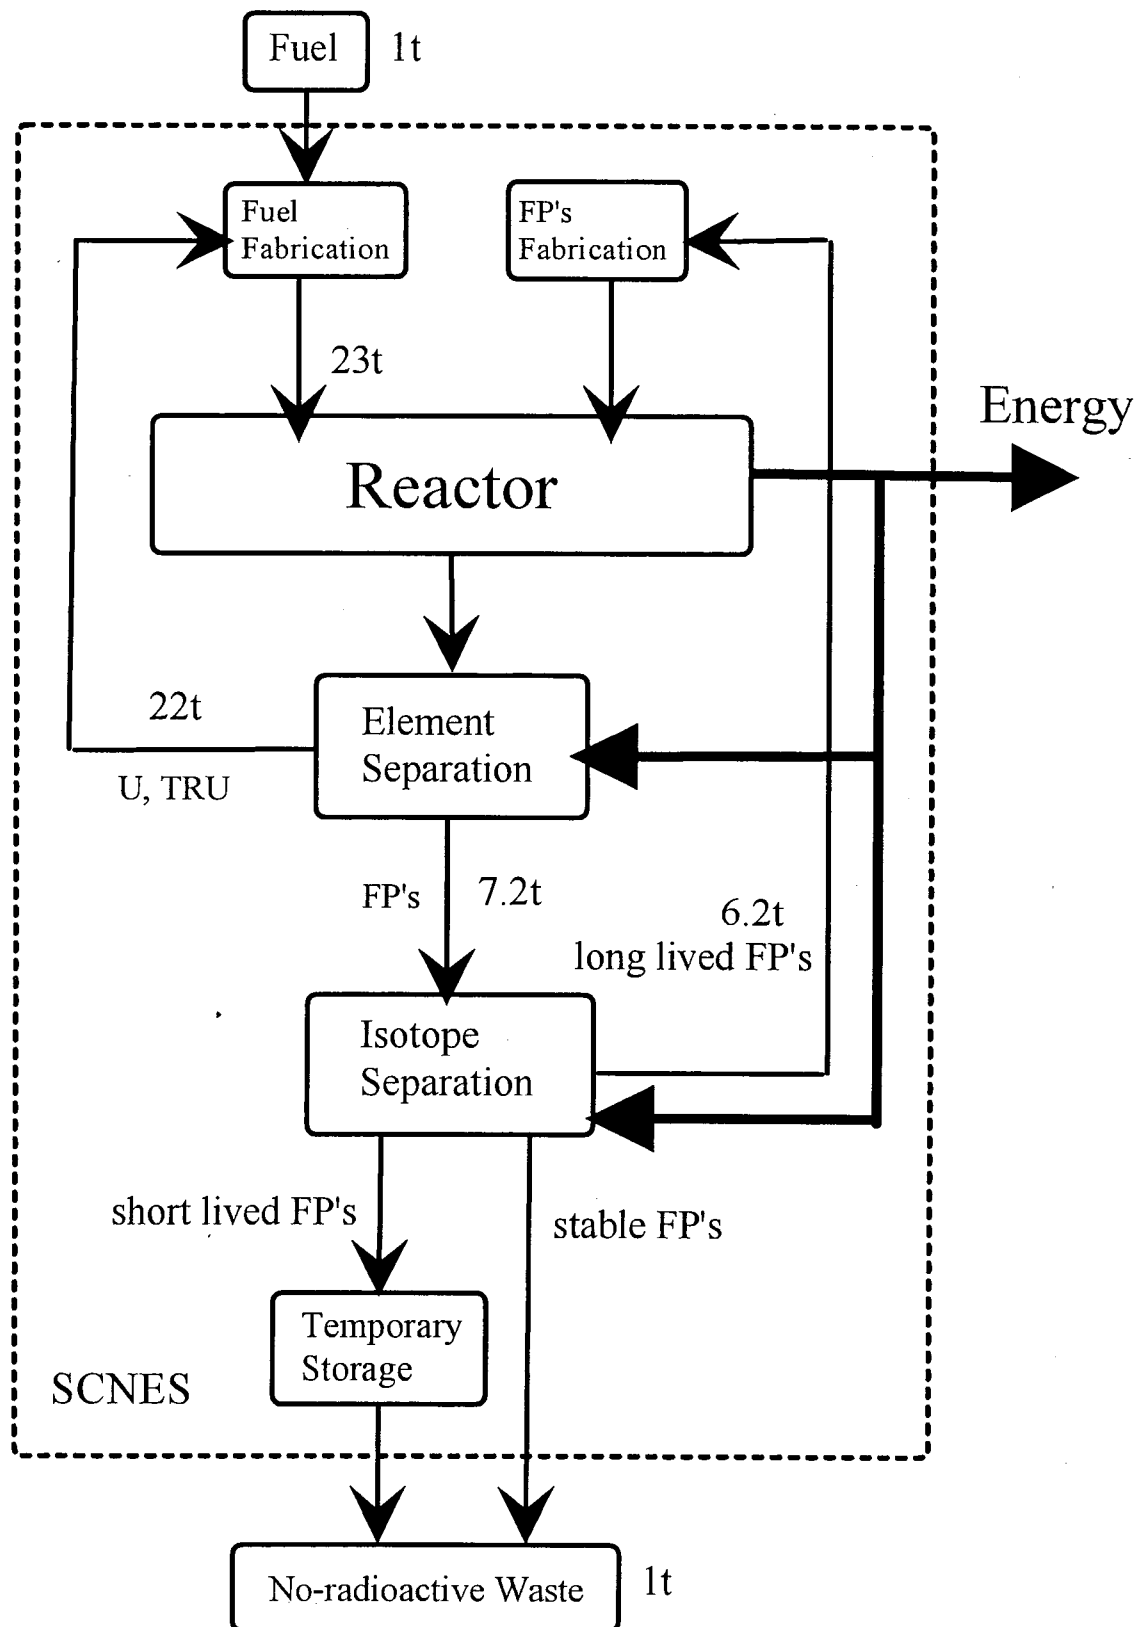 Fuel 1t
Fuel
Fabrication
FP's
Fabrication
23t
Energy
Reactor
22t
U, TRU
Element
Separation
FP's 7.2t
6.2t
long lived FP's
Isotope
Separation
short lived FP's
stable FP's
Temporary
Storage
SCNES
No-radioactive Waste 1t